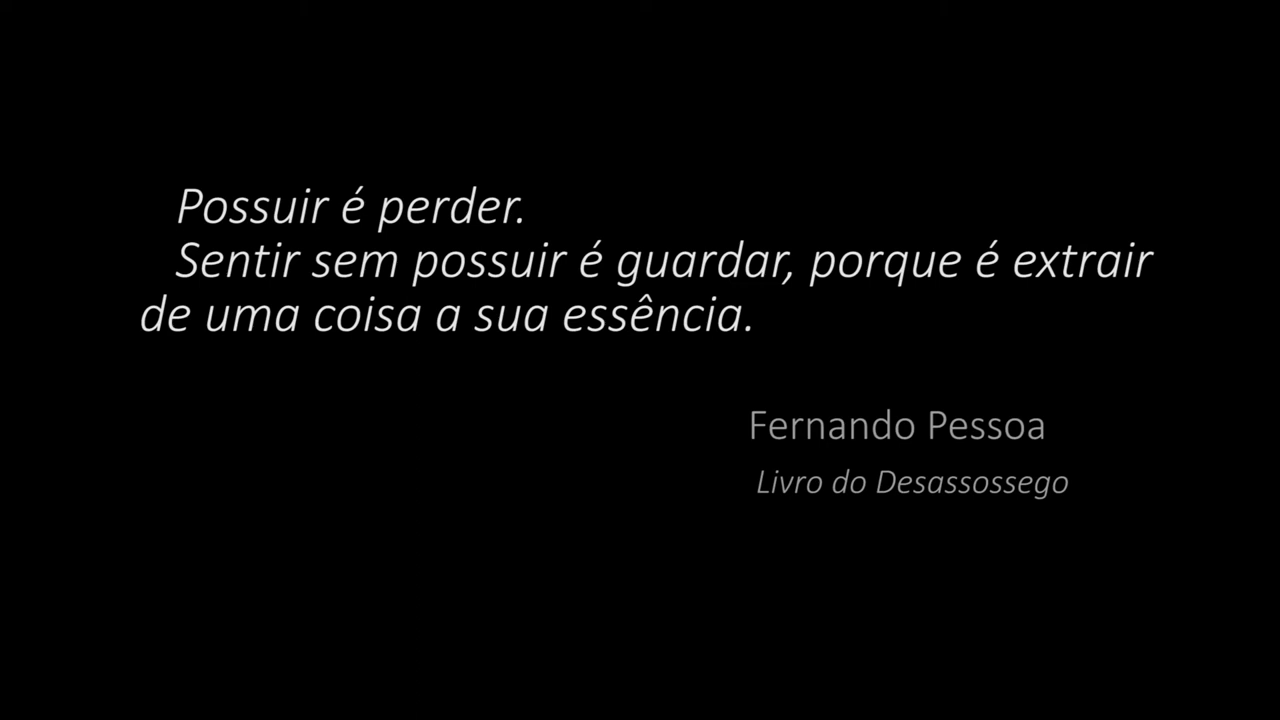 Possuir é perder.
Sentir sem possuir é guardar, porque é extrair
de uma coisa a sua essência.
Fernando Pessoa
Livro do Desassossego